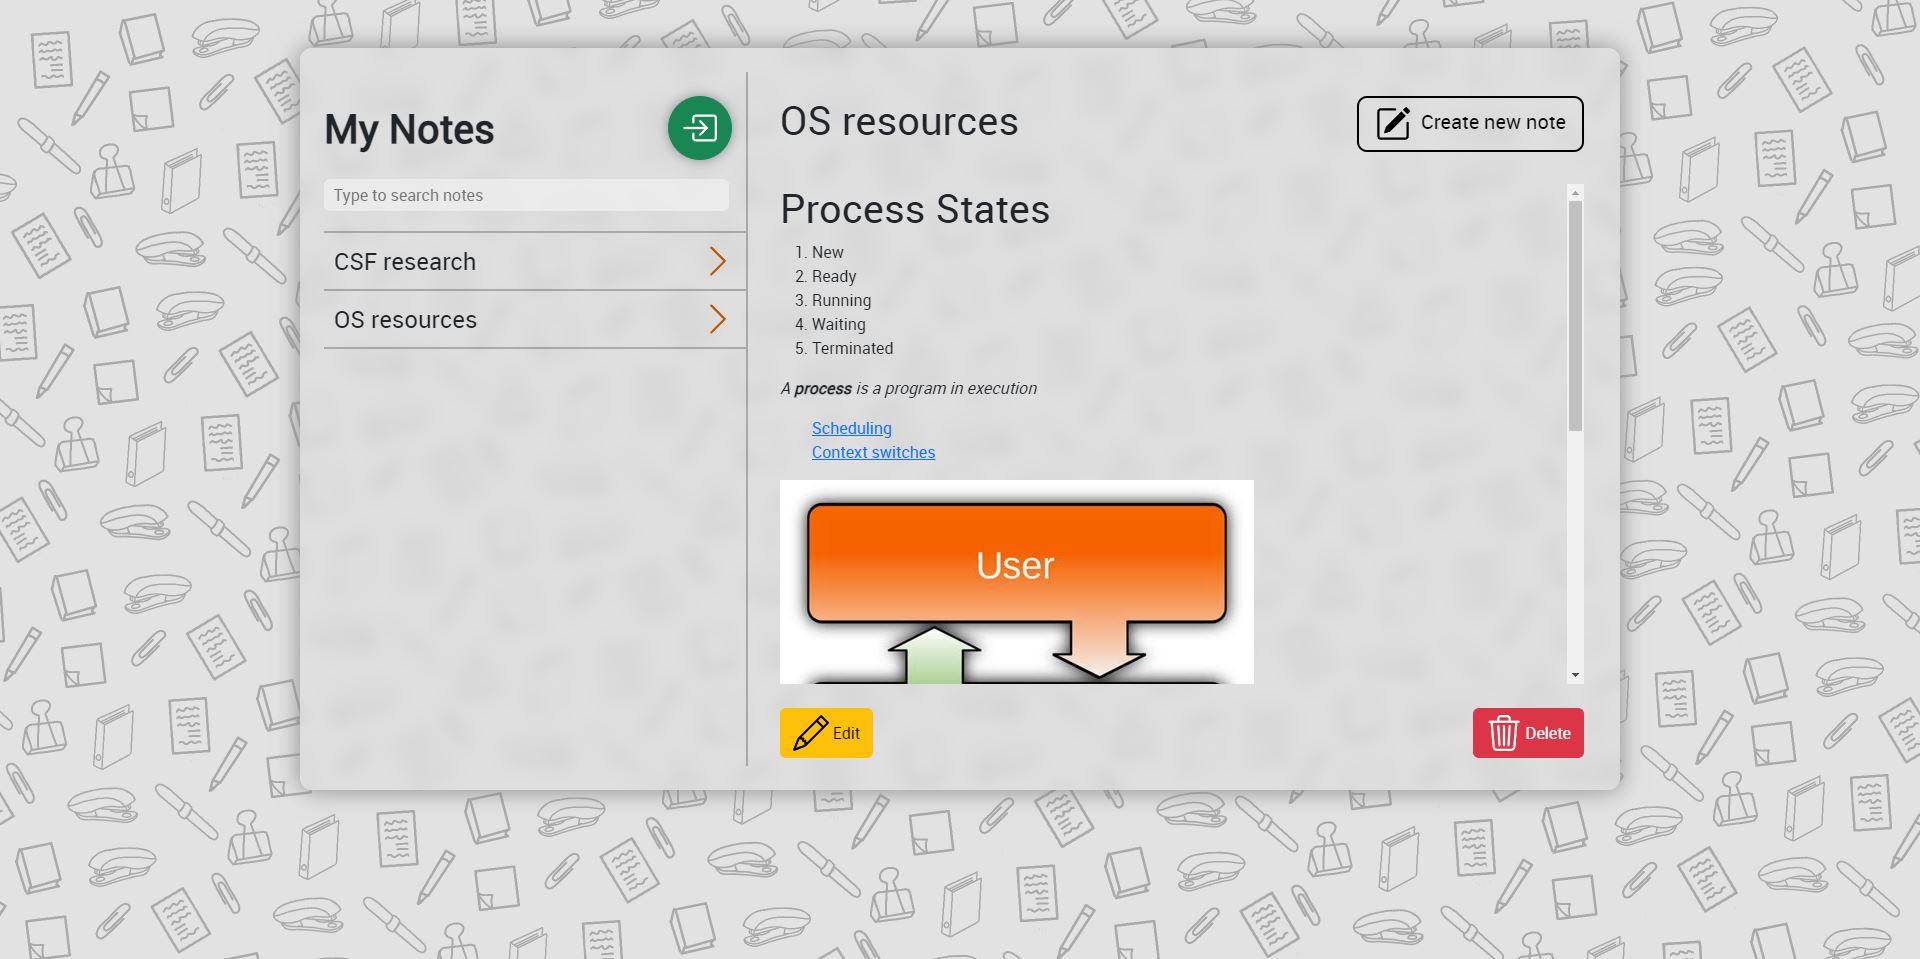 My Notes
Type to search notes
CSF research
OS resources
OS resources
Create new note
Process States
1. New
2. Ready
3. Running
4. Waiting
5. Terminated
A process is a program in execution
Scheduling
Context switches
User
Edit
Delete